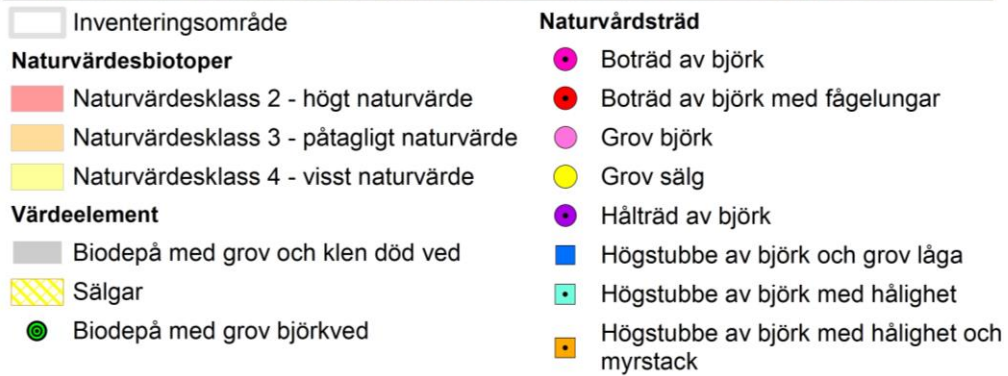 Inventeringsområde
Naturvärdesbiotoper
Naturvärdesklass 2 - högt naturvärde
Naturvärdesklass 3 - påtagligt naturvärde
Naturvärdesklass 4 - visst naturvärde
Värdeelement
Biodepå med grov och klen död ved
Sälgar
Biodepå med grov björkved
Naturvårdsträd
Boträd av björk
Boträd av björk med fågelungar
Grov björk
Grov sälg
Hålträd av björk
Högstubbe av björk och grov låga
Högstubbe av björk med hålighet
Högstubbe av björk med hålighet och
myrstack